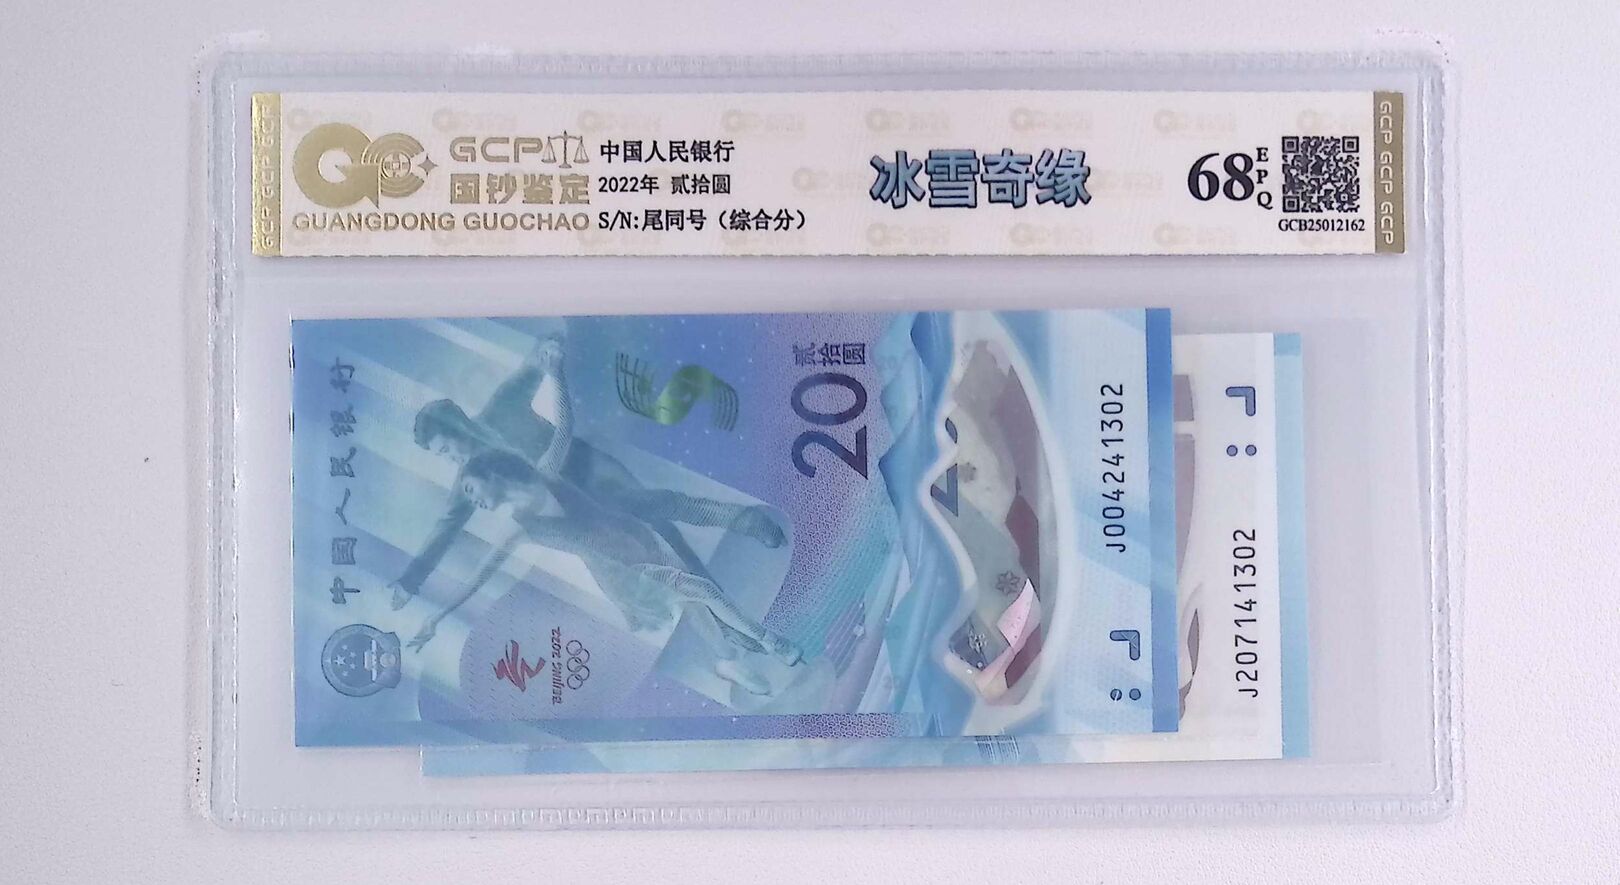 GCP GCP GCP
GCP
国钞鉴定
GUANGDONG GUOCHAO
中国人民银行
2022年 贰拾圆
S/N:尾同号（综合分）
冰雪奇缘
68
EPQ
GCB25012162
GCP GCP GCP
中国人民银行
BEIJING 2022
贰拾圆
20
J004241302
J207141302